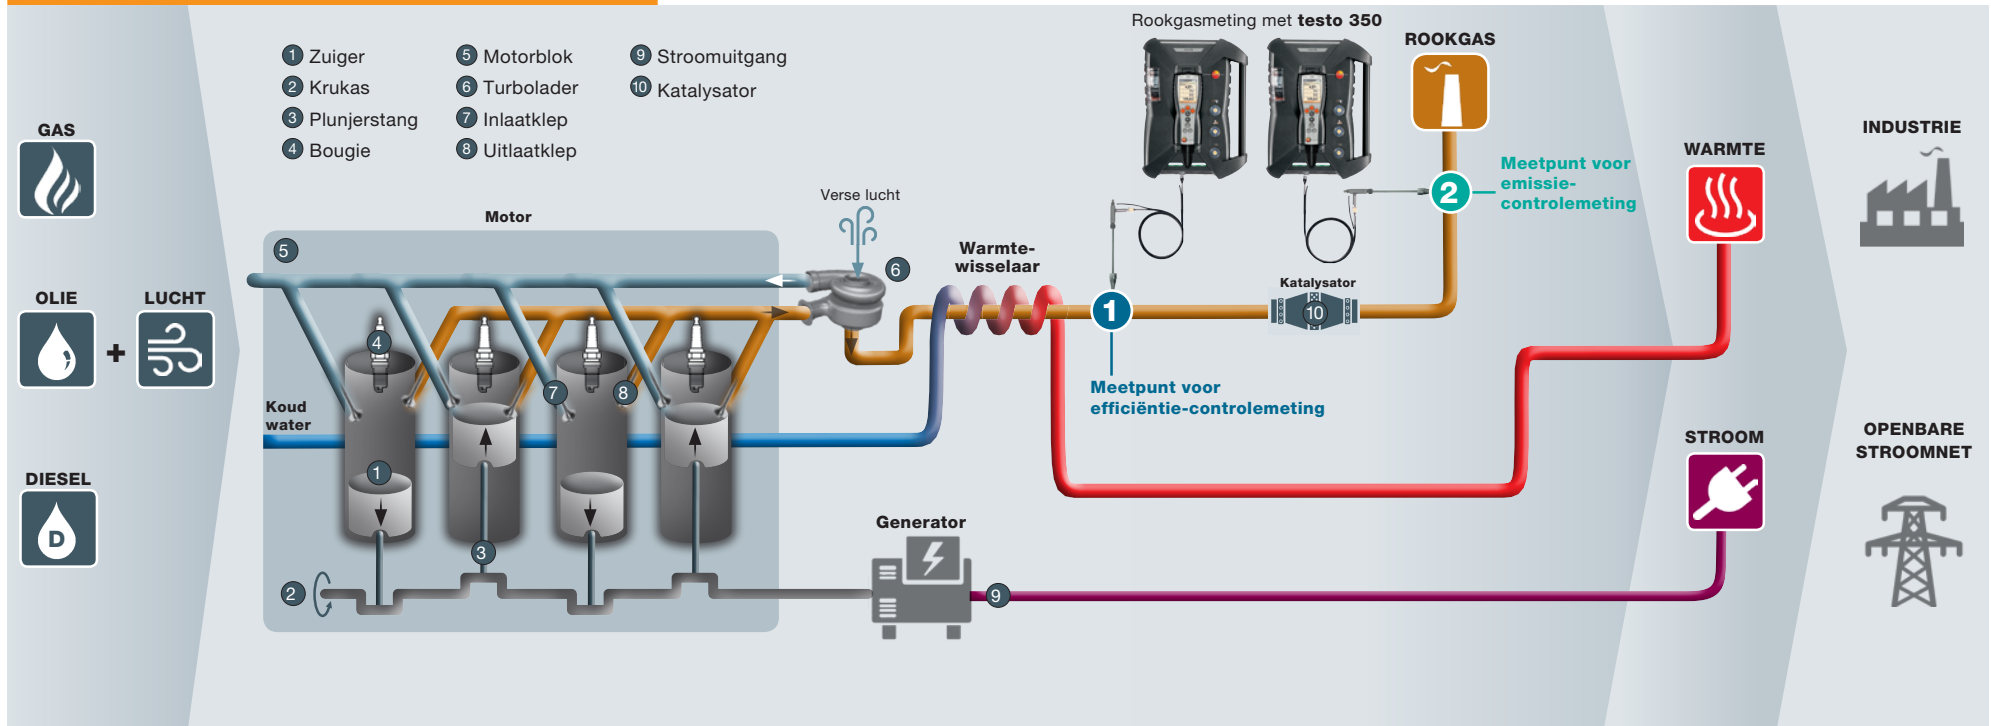 Rookgasmeting met testo 350
ROOKGAS
1 Zuiger
2 Krukas
3 Plunjerstang
4 Bougie
5 Motorblok
6 Turbolader
7 Inlaatklep
8 Uitlaatklep
9 Stroomuitgang
10 Katalysator
GAS
OLIE
+
LUCHT
DIESEL
D
Motor
5
Verse lucht
6
4
7
8
Koud
water
1
3
2
Warmte-
wisselaar
1
Meetpunt voor
efficiëntie-controlemeting
Katalysator
10
2
Meetpunt voor
emissie-
controlemeting
Generator
9
WARMTE
STROOM
INDUSTRIE
OPENBARE
STROOMNET